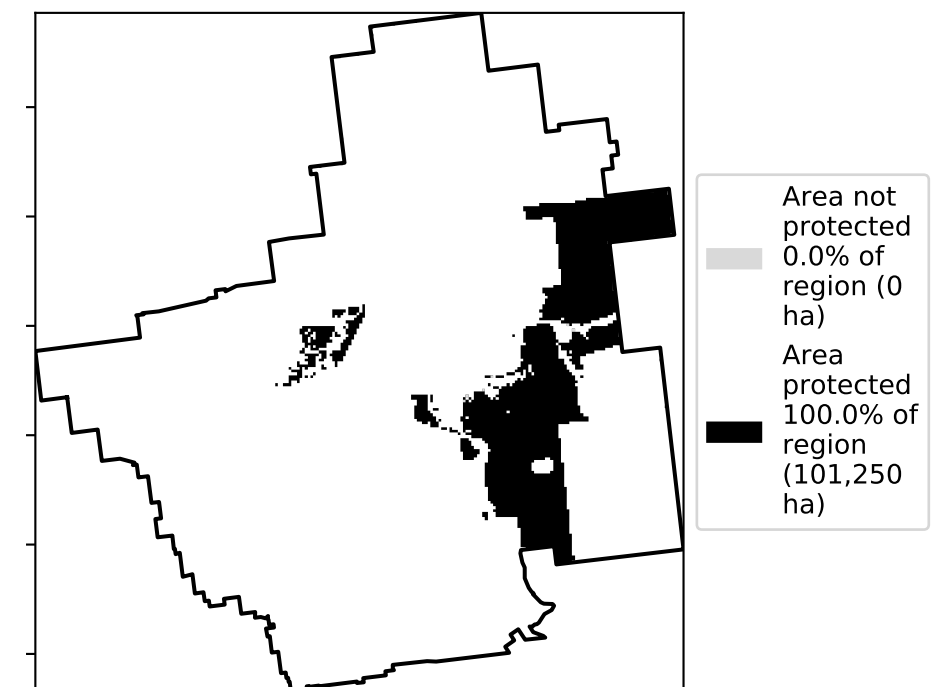 Area not
protected
0.0% of
region (0
ha)
Area
protected
100.0% of
region
(101,250
ha)